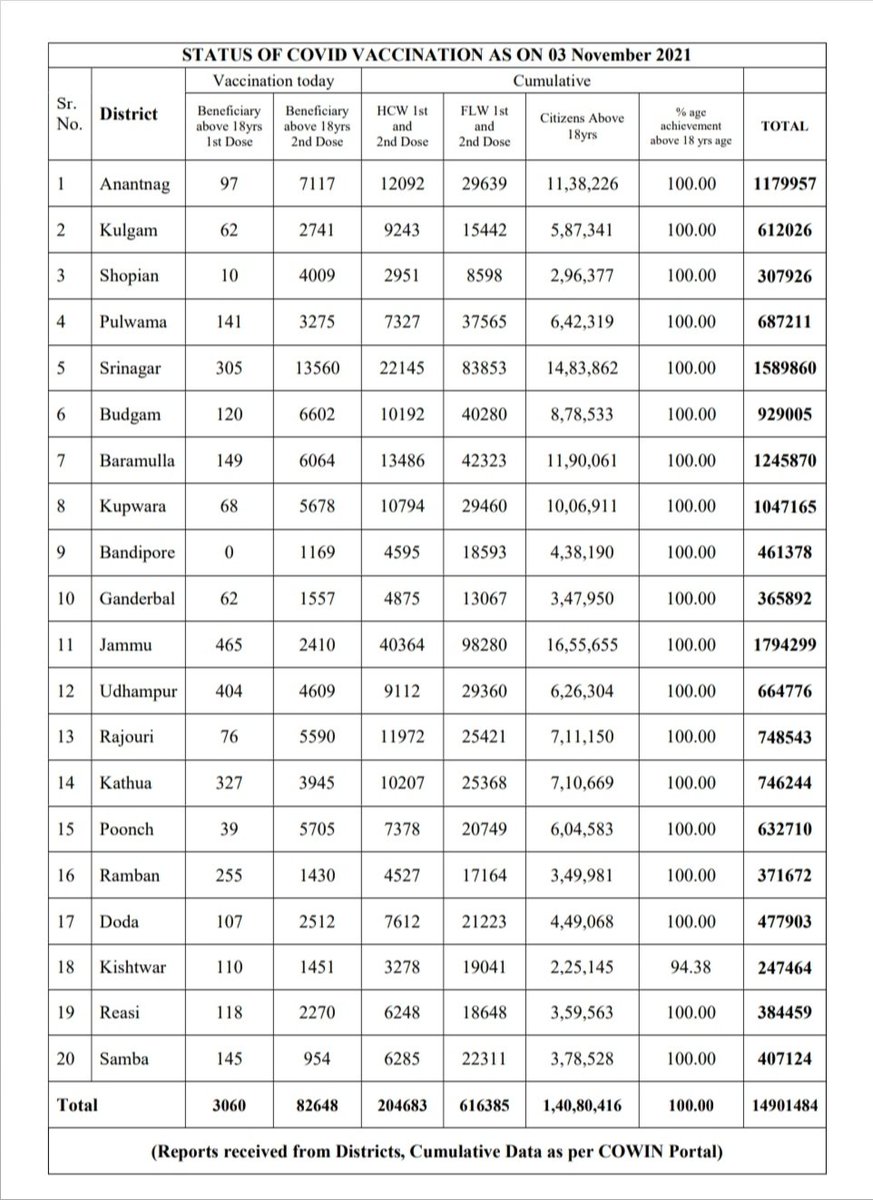 STATUS OF COVID VACCINATION AS ON 03 November 2021
Sr. No. District Vaccination today Cumulative
Beneficiary above 18yrs 1st Dose Beneficiary above 18yrs 2nd Dose HCW 1st and 2nd Dose FLW 1st and 2nd Dose Citizens Above 18yrs % age achievement above 18 yrs age TOTAL
1 Anantnag 97 7117 12092 29639 11,38,226 100.00 1179957
2 Kulgam 62 2741 9243 15442 5,87,341 100.00 612026
3 Shopian 10 4009 2951 8598 2,96,377 100.00 307926
4 Pulwama 141 3275 7327 37565 6,42,319 100.00 687211
5 Srinagar 305 13560 22145 83853 14,83,862 100.00 1589860
6 Budgam 120 6602 10192 40280 8,78,533 100.00 929005
7 Baramulla 149 6064 13486 42323 11,90,061 100.00 1245870
8 Kupwara 68 5678 10794 29460 10,06,911 100.00 1047165
9 Bandipore 0 1169 4595 18593 4,38,190 100.00 461378
10 Ganderbal 62 1557 4875 13067 3,47,950 100.00 365892
11 Jammu 465 2410 40364 98280 16,55,655 100.00 1794299
12 Udhampur 404 4609 9112 29360 6,26,304 100.00 664776
13 Rajouri 76 5590 11972 25421 7,11,150 100.00 748543
14 Kathua 327 3945 10207 25368 7,10,669 100.00 746244
15 Poonch 39 5705 7378 20749 6,04,583 100.00 632710
16 Ramban 255 1430 4527 17164 3,49,981 100.00 371672
17 Doda 107 2512 7612 21223 4,49,068 100.00 477903
18 Kishtwar 110 1451 3278 19041 2,25,145 94.38 247464
19 Reasi 118 2270 6248 18648 3,59,563 100.00 384459
20 Samba 145 954 6285 22311 3,78,528 100.00 407124
Total 3060 82648 204683 616385 1,40,80,416 100.00 14901484
(Reports received from Districts, Cumulative Data as per COWIN Portal)